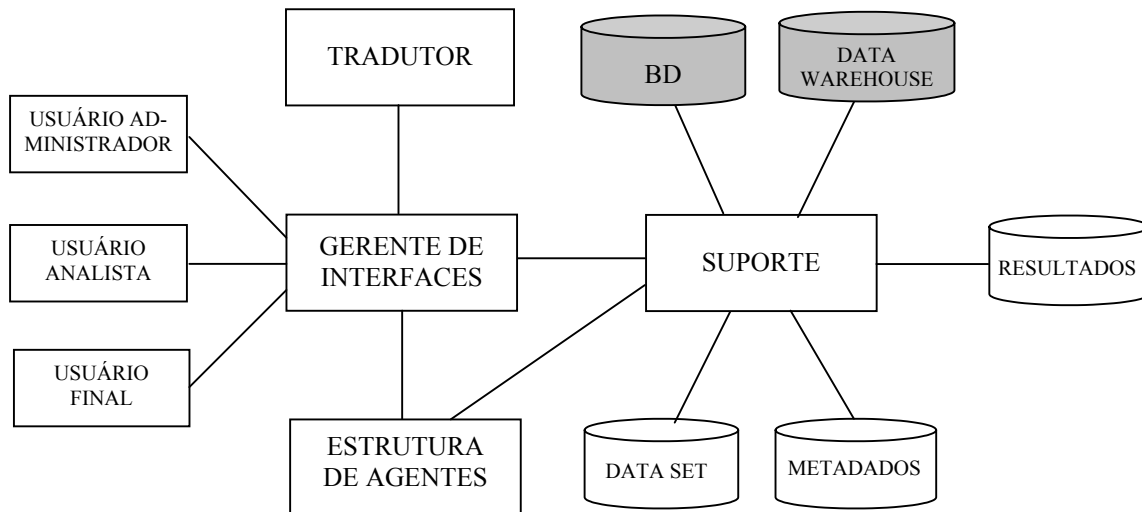 TRADUTOR
BD
DATA
WAREHOUSE
USUÁRIO AD-
MINISTRADOR
USUÁRIO
ANALISTA
USUÁRIO
FINAL
GERENTE DE
INTERFACES
SUPORTE
RESULTADOS
ESTRUTURA
DE AGENTES
DATA SET
METADADOS